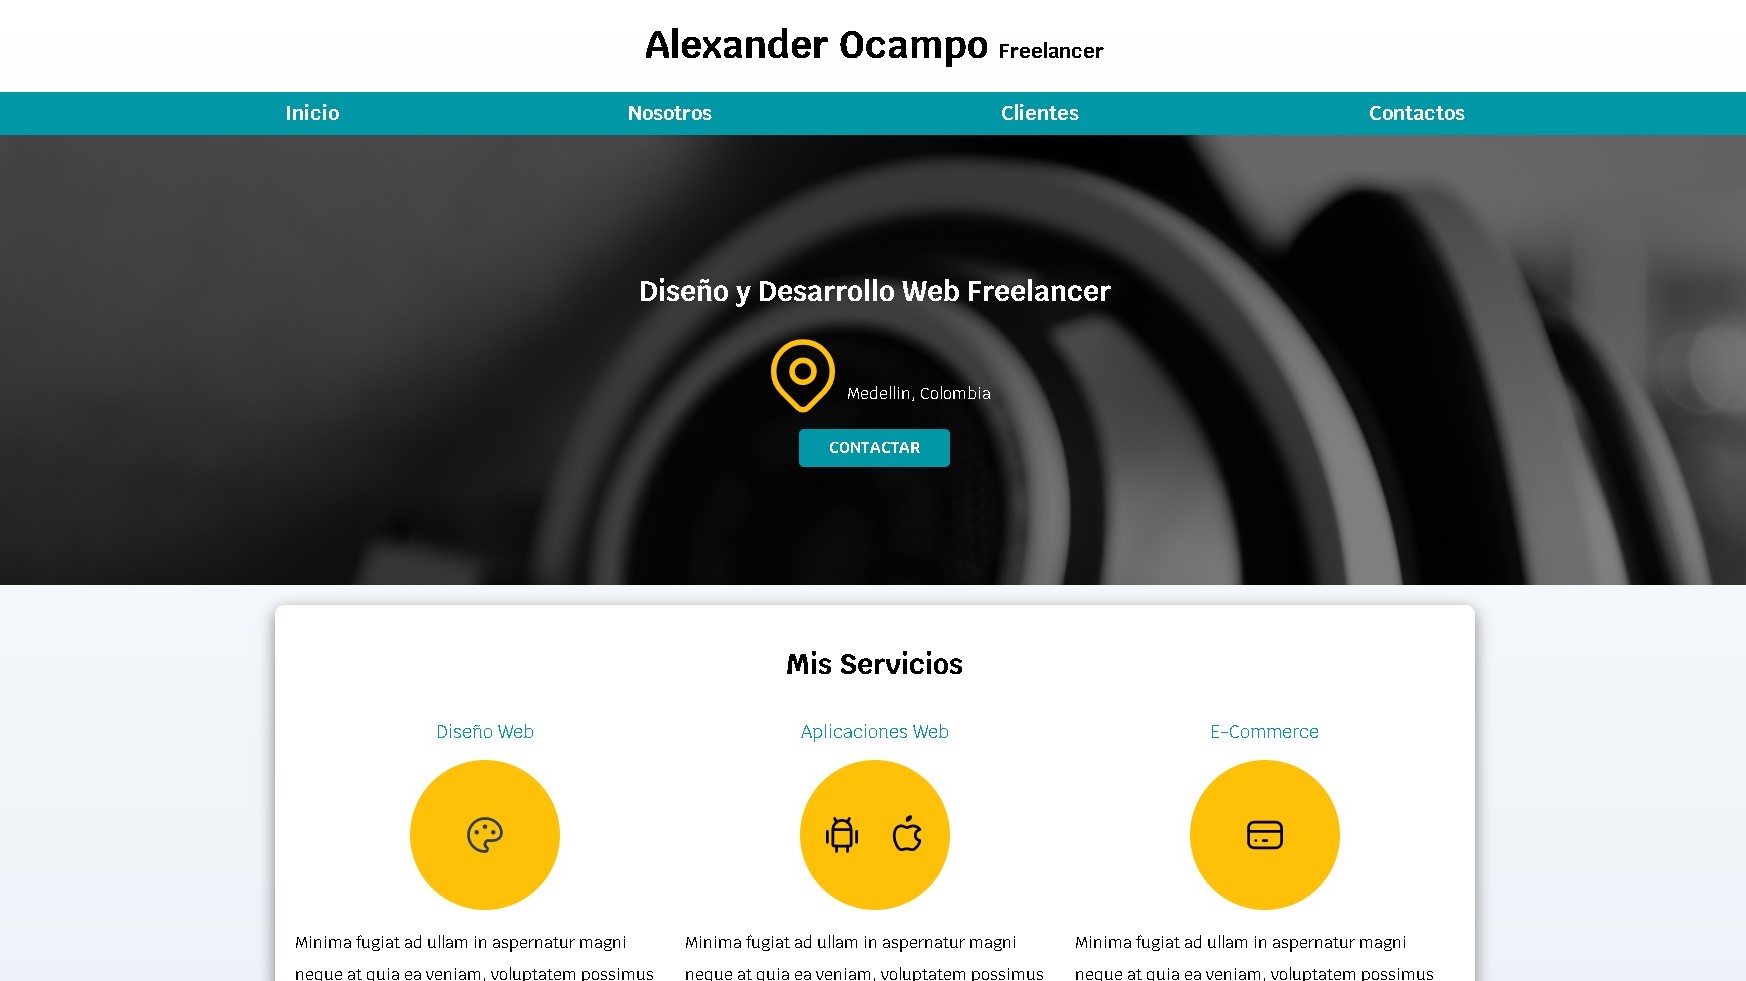 Alexander Ocampo Freelancer
Inicio Nosotros Clientes Contactos
Diseño y Desarrollo Web Freelancer
Medellin, Colombia
CONTACTAR
Mis Servicios
Diseño Web
Aplicaciones Web
E-Commerce
Minima fugiat ad ullam in aspernatur magni
neque at quia ea veniam, voluptatem possimus
Minima fugiat ad ullam in aspernatur magni
neque at quia ea veniam, voluptatem possimus
Minima fugiat ad ullam in aspernatur magni
neque at quia ea veniam, voluptatem possimus